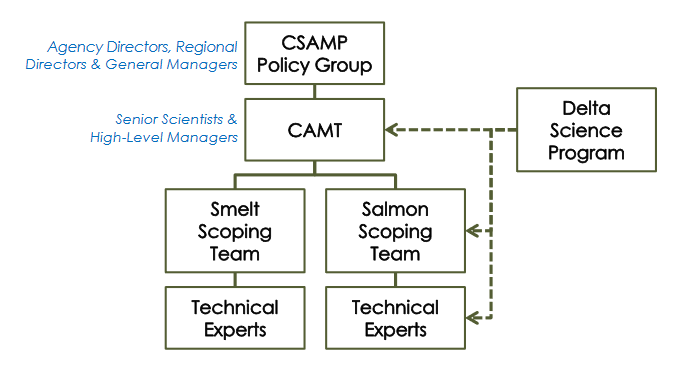 Agency Directors, Regional
Directors & General Managers
CSAMP
Policy Group
Senior Scientists &
High-Level Managers
CAMT
Delta
Science
Program
Smelt
Scoping
Team
Salmon
Scoping
Team
Technical
Experts
Technical
Experts